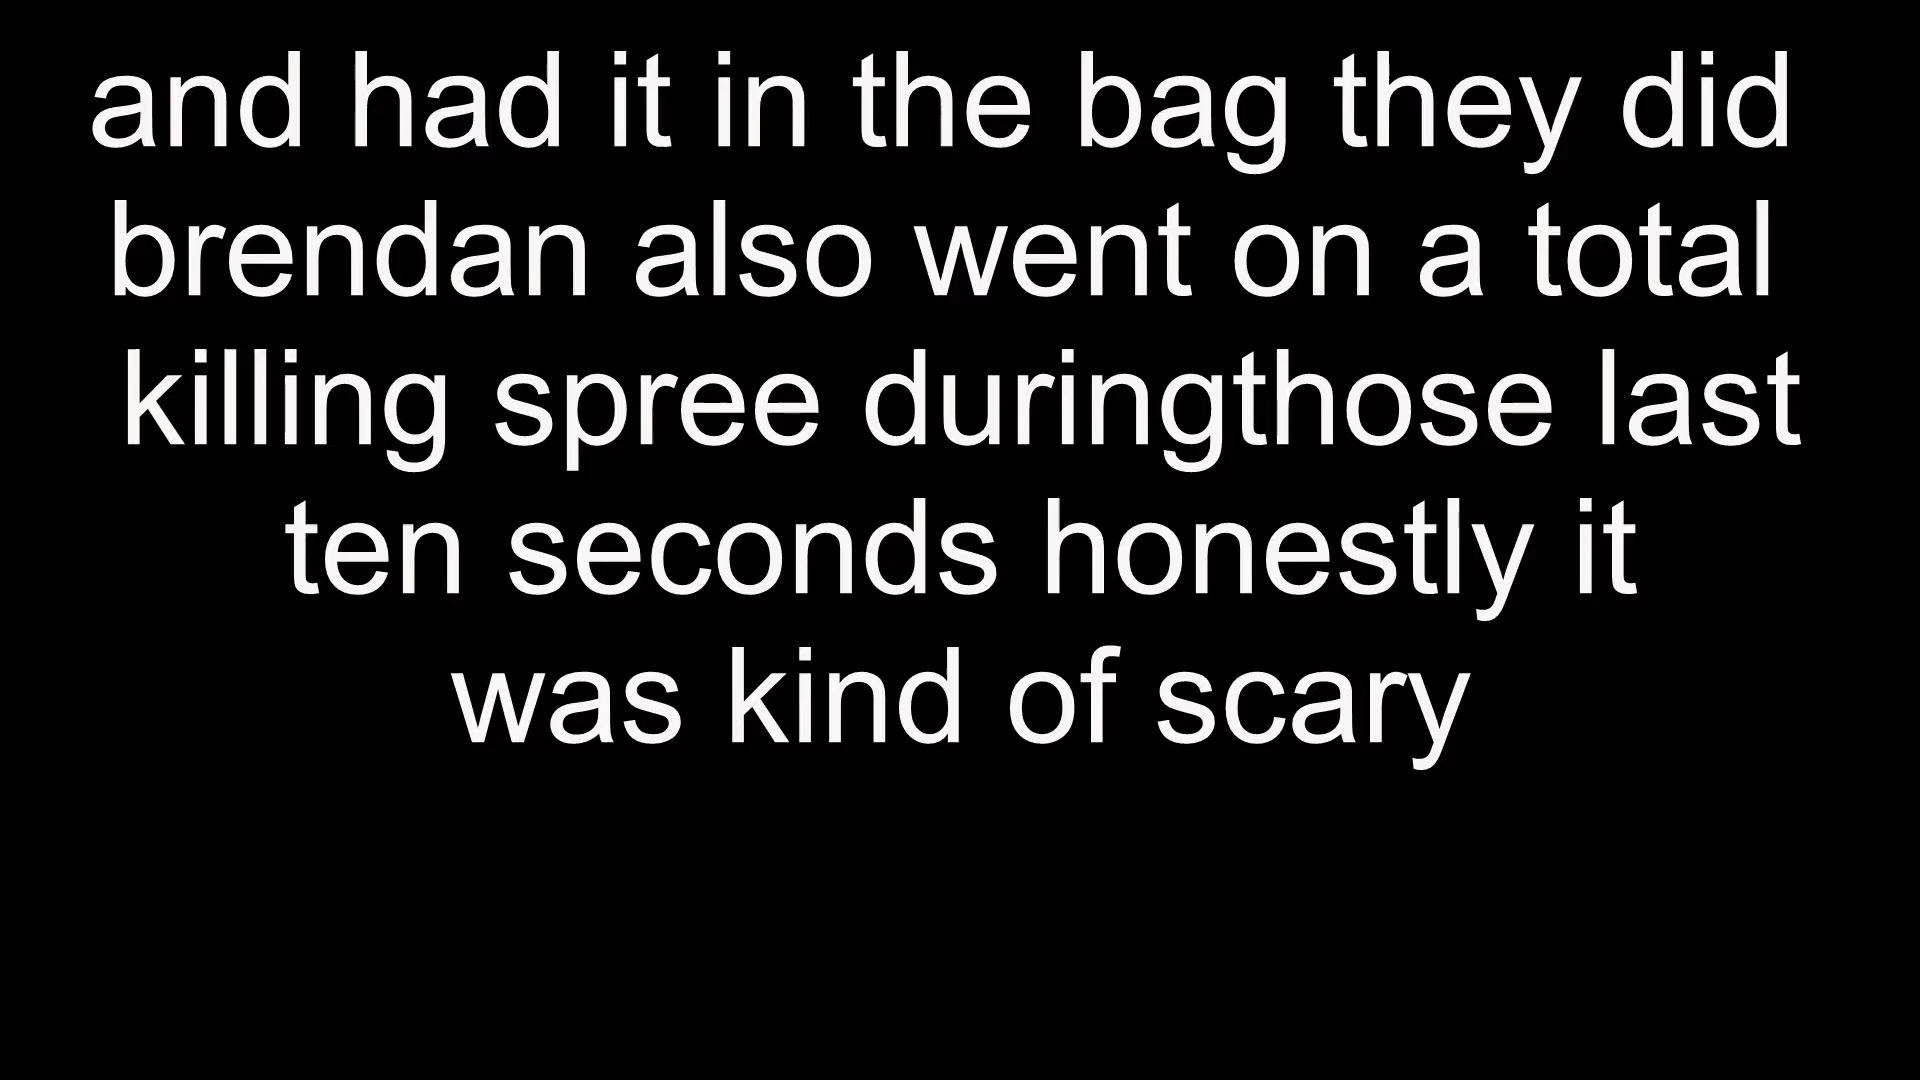 and had it in the bag they did
brendan also went on a total
killing spree duringthose last
ten seconds honestly it
was kind of scary